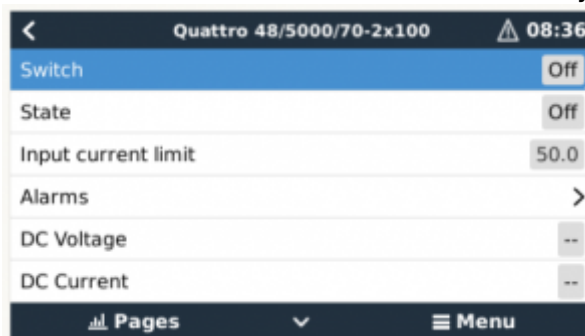 Quattro 48/5000/70-2x100 08:36
Switch Off
State Off
Input current limit 50.0
Alarms
DC Voltage --
DC Current --
Pages Menu